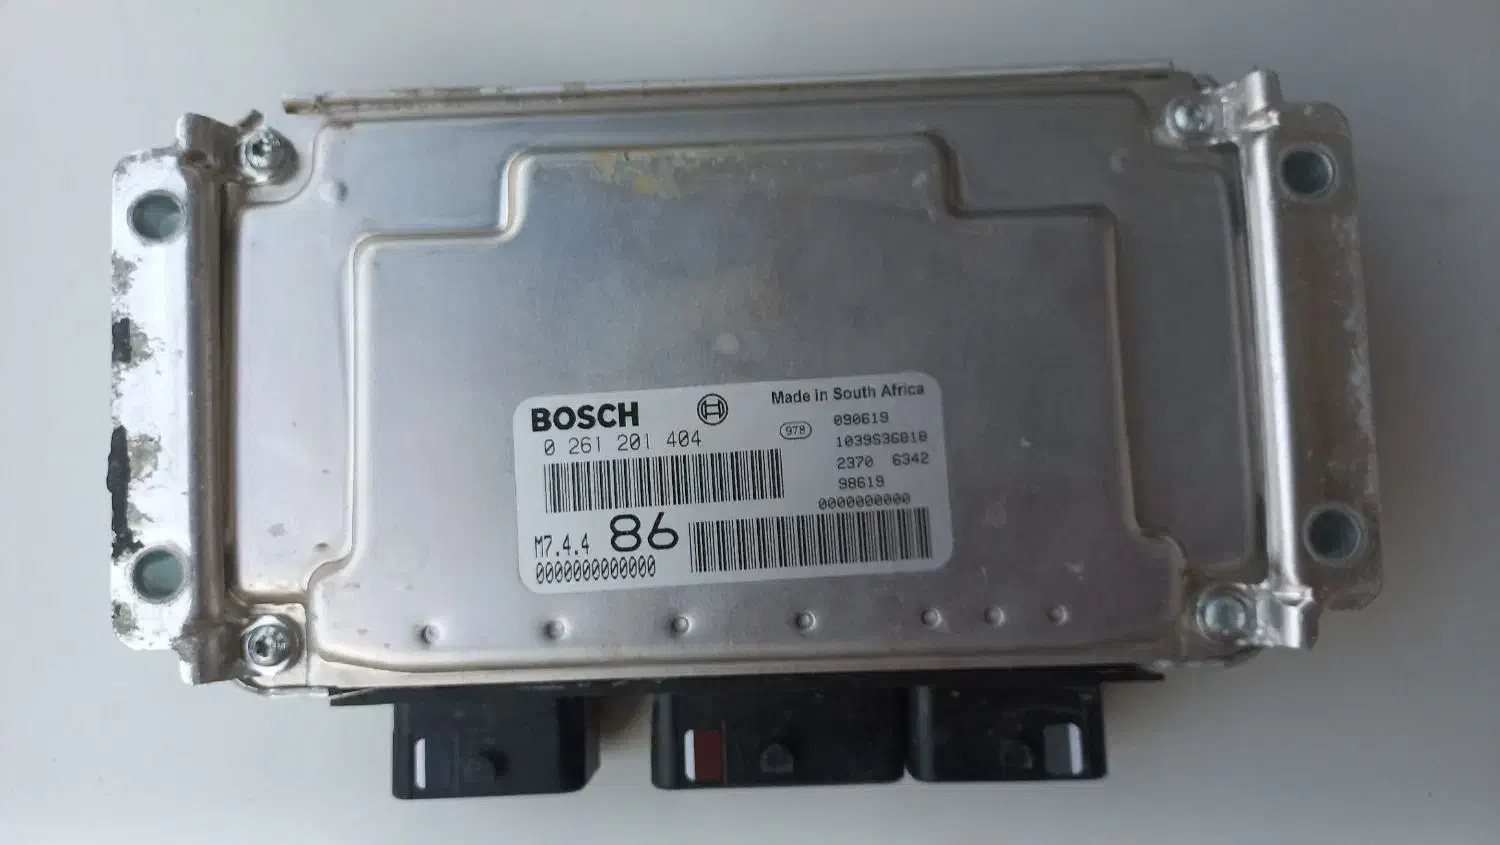 BOSCH
Made in South Africa
0 261 201 404
978
090619
1039S36818
2370 6342
98619
0000000000
M7.4.4 86
0000000000000